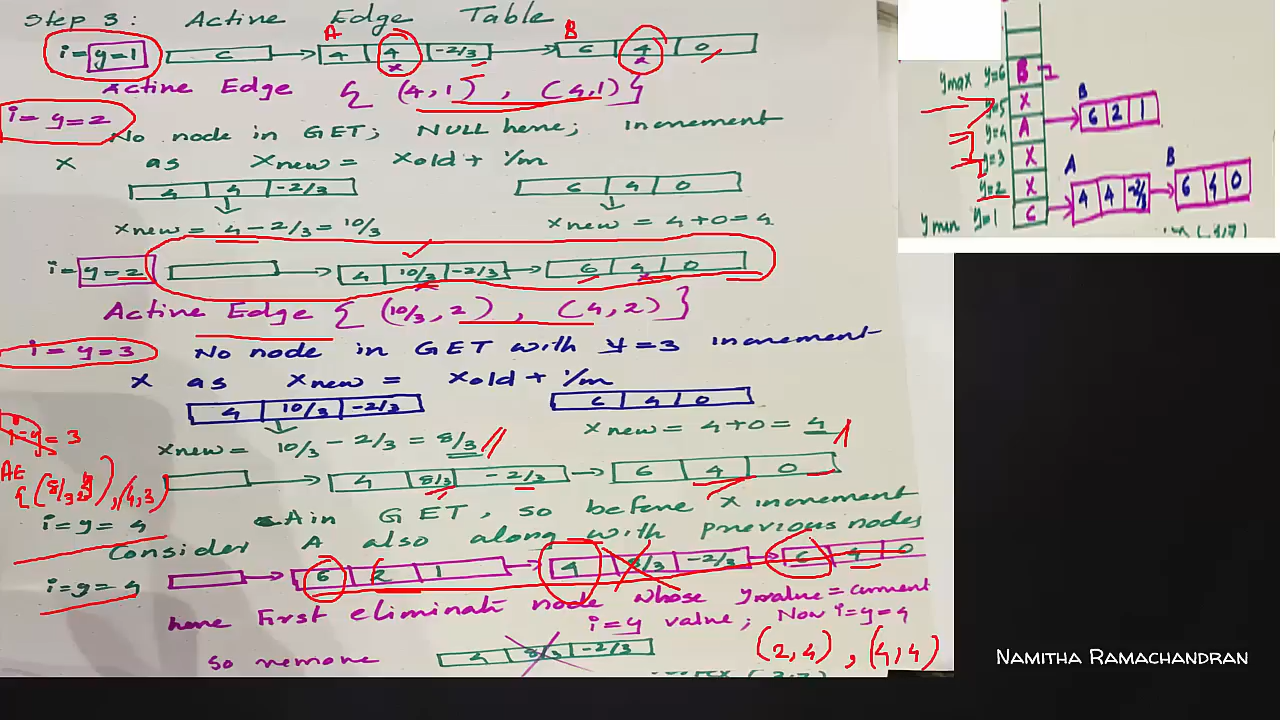 Step 3: Active Edge Table
A B
i= y=1 C 4 4 -2/3 6 4 0
x x
Active Edge { (4,1) , (4,1)}
i= y=2
No node in GET; NULL here; increment
x as xnew = xold + 1/m
4 4 -2/3 6 4 0
xnew = 4 - 2/3 = 10/3 xnew = 4+0=4
i= y=2 4 10/3 -2/3 6 4 0
Active Edge { (10/3, 2) , (4,2) }
i= y=3 No node in GET with y=3 increment
x as xnew = xold + 1/m
4 10/3 -2/3 6 4 0
i=y=3
xnew = 10/3 - 2/3 = 8/3 xnew = 4+0= 4
AE
{(8/3,3),(4,3)
4 8/3 -2/3 6 4 0
A in GET, so before x increment
i=y= 4
Consider A also along with previous nodes
i=y=4 6 2 1 4 8/3 -2/3 6 4 0
here First eliminate node whose ymvalue = current
i=y value; Now i=y=4
so remove 4 8/3 -2/3
(2,4) , (4,4)
ymax y=6 B
y=5 X B
y=4 A 6 2 1
y=3 X A B
y=2 X 4 4 -2/3 6 4 0
ymin y=1 C
NAMITHA RAMACHANDRAN